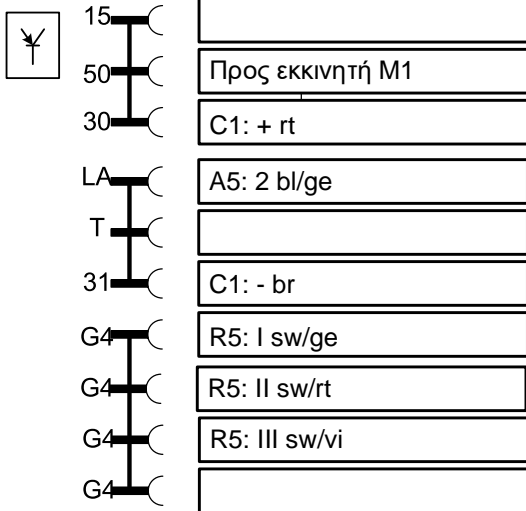 15
50 Προς εκκινητή M1
30 C1: + rt
LA A5: 2 bl/ge
T
31 C1: - br
G4 R5: I sw/ge
G4 R5: II sw/rt
G4 R5: III sw/vi
G4